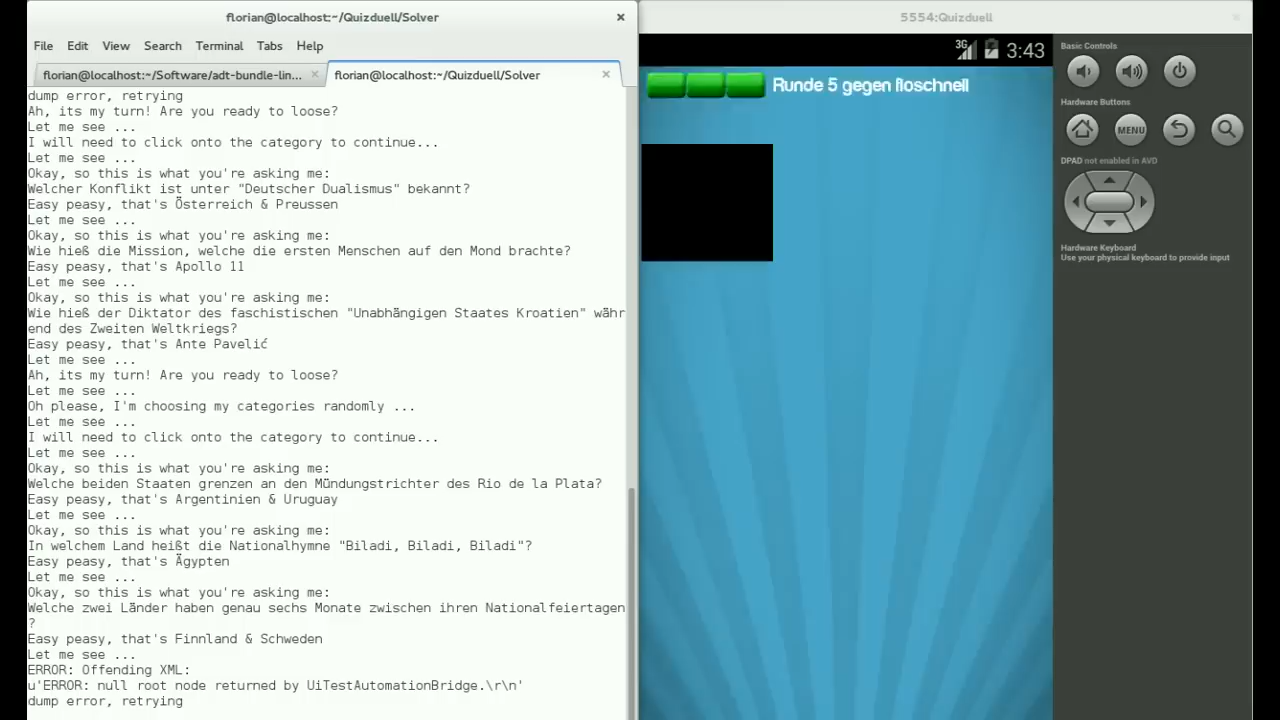 florian@localhost:~/Quizduell/Solver
File Edit View Search Terminal Tabs Help
florian@localhost:~/Software/adt-bundle-lin...
florian@localhost:~/Quizduell/Solver
dump error, retrying
Ah, its my turn! Are you ready to loose?
Let me see ...
I will need to click onto the category to continue...
Let me see ...
Okay, so this is what you're asking me:
Welcher Konflikt ist unter "Deutscher Dualismus" bekannt?
Easy peasy, that's Österreich & Preussen
Let me see ...
Okay, so this is what you're asking me:
Wie hieß die Mission, welche die ersten Menschen auf den Mond brachte?
Easy peasy, that's Apollo 11
Let me see ...
Okay, so this is what you're asking me:
Wie hieß der Diktator des faschistischen "Unabhängigen Staates Kroatien" währ
end des Zweiten Weltkriegs?
Easy peasy, that's Ante Pavelić
Let me see ...
Ah, its my turn! Are you ready to loose?
Let me see ...
Oh please, I'm choosing my categories randomly ...
Let me see ...
I will need to click onto the category to continue...
Let me see ...
Okay, so this is what you're asking me:
Welche beiden Staaten grenzen an den Mündungstrichter des Rio de la Plata?
Easy peasy, that's Argentinien & Uruguay
Let me see ...
Okay, so this is what you're asking me:
In welchem Land heißt die Nationalhymne "Biladi, Biladi, Biladi"?
Easy peasy, that's Ägypten
Let me see ...
Okay, so this is what you're asking me:
Welche zwei Länder haben genau sechs Monate zwischen ihren Nationalfeiertagen
?
Easy peasy, that's Finnland & Schweden
Let me see ...
ERROR: Offending XML:
u'ERROR: null root node returned by UiTestAutomationBridge.\r\n'
dump error, retrying
5554:Quizduell
3G 3:43
Runde 5 gegen floschnell
Basic Controls
Hardware Buttons
MENU
DPAD not enabled in AVD
Hardware Keyboard
Use your physical keyboard to provide input